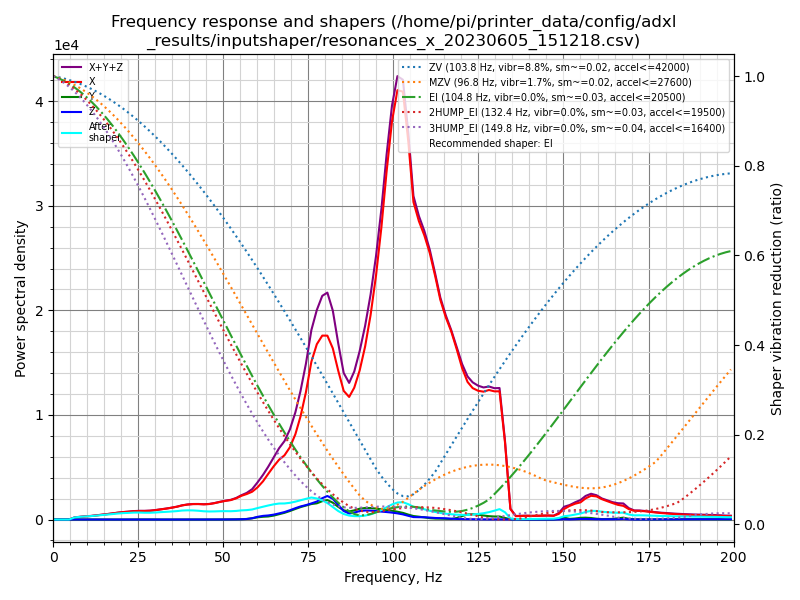 Frequency response and shapers (/home/pi/printer_data/config/adxl
_results/inputshaper/resonances_x_20230605_151218.csv)
1e4
X+Y+Z
X
Y
Z
After
shaper
ZV (103.8 Hz, vibr=8.8%, sm~=0.02, accel<=42000)
MZV (96.8 Hz, vibr=1.7%, sm~=0.02, accel<=27600)
EI (104.8 Hz, vibr=0.0%, sm~=0.03, accel<=20500)
2HUMP_EI (132.4 Hz, vibr=0.0%, sm~=0.03, accel<=19500)
3HUMP_EI (149.8 Hz, vibr=0.0%, sm~=0.04, accel<=16400)
Recommended shaper: EI
4
3
2
1
0
Power spectral density
1.0
0.8
0.6
0.4
0.2
0.0
Shaper vibration reduction (ratio)
0 25 50 75 100 125 150 175 200
Frequency, Hz